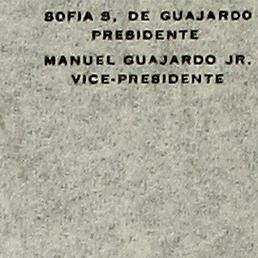 SOFIA S, DE GUAJARDO
PRESIDENTE
MANUEL GUAJARDO JR.
VICE-PRESIDENTE